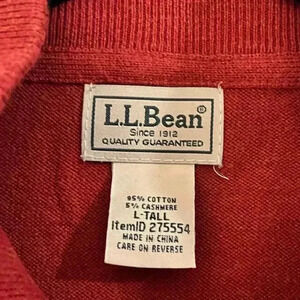 L.L.Bean®
Since 1912
QUALITY GUARANTEED
95% COTTON
5% CASHMERE
L-TALL
ItemID 275554
MADE IN CHINA
CARE ON REVERSE